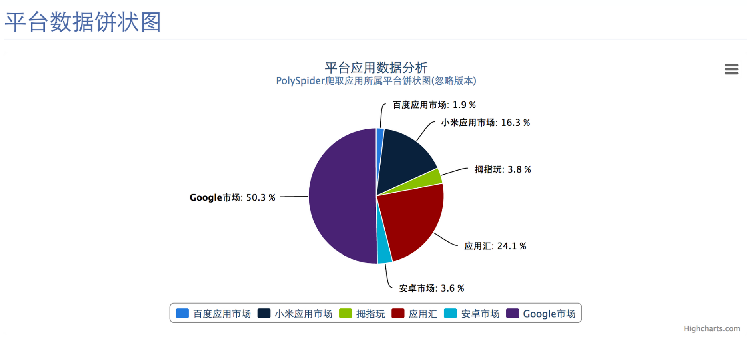 平台数据饼状图
平台应用数据分析
PolySpider爬取应用所属平台饼状图(忽略版本)
百度应用市场: 1.9 %
小米应用市场: 16.3 %
拇指玩: 3.8 %
Google市场: 50.3 %
应用汇: 24.1 %
安卓市场: 3.6 %
百度应用市场 小米应用市场 拇指玩 应用汇 安卓市场 Google市场
Highcharts.com